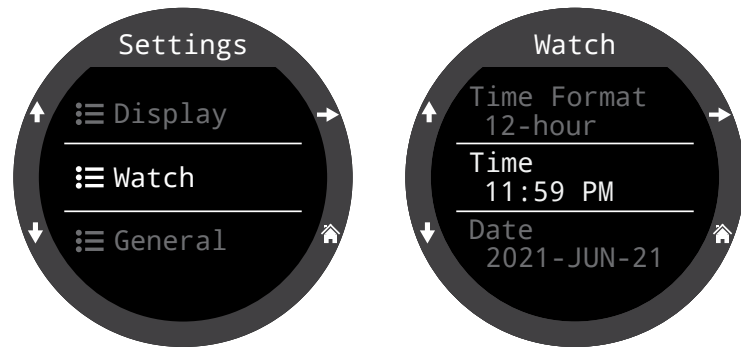 Settings
Display
Watch
General
Watch
Time Format
12-hour
Time
11:59 PM
Date
2021-JUN-21